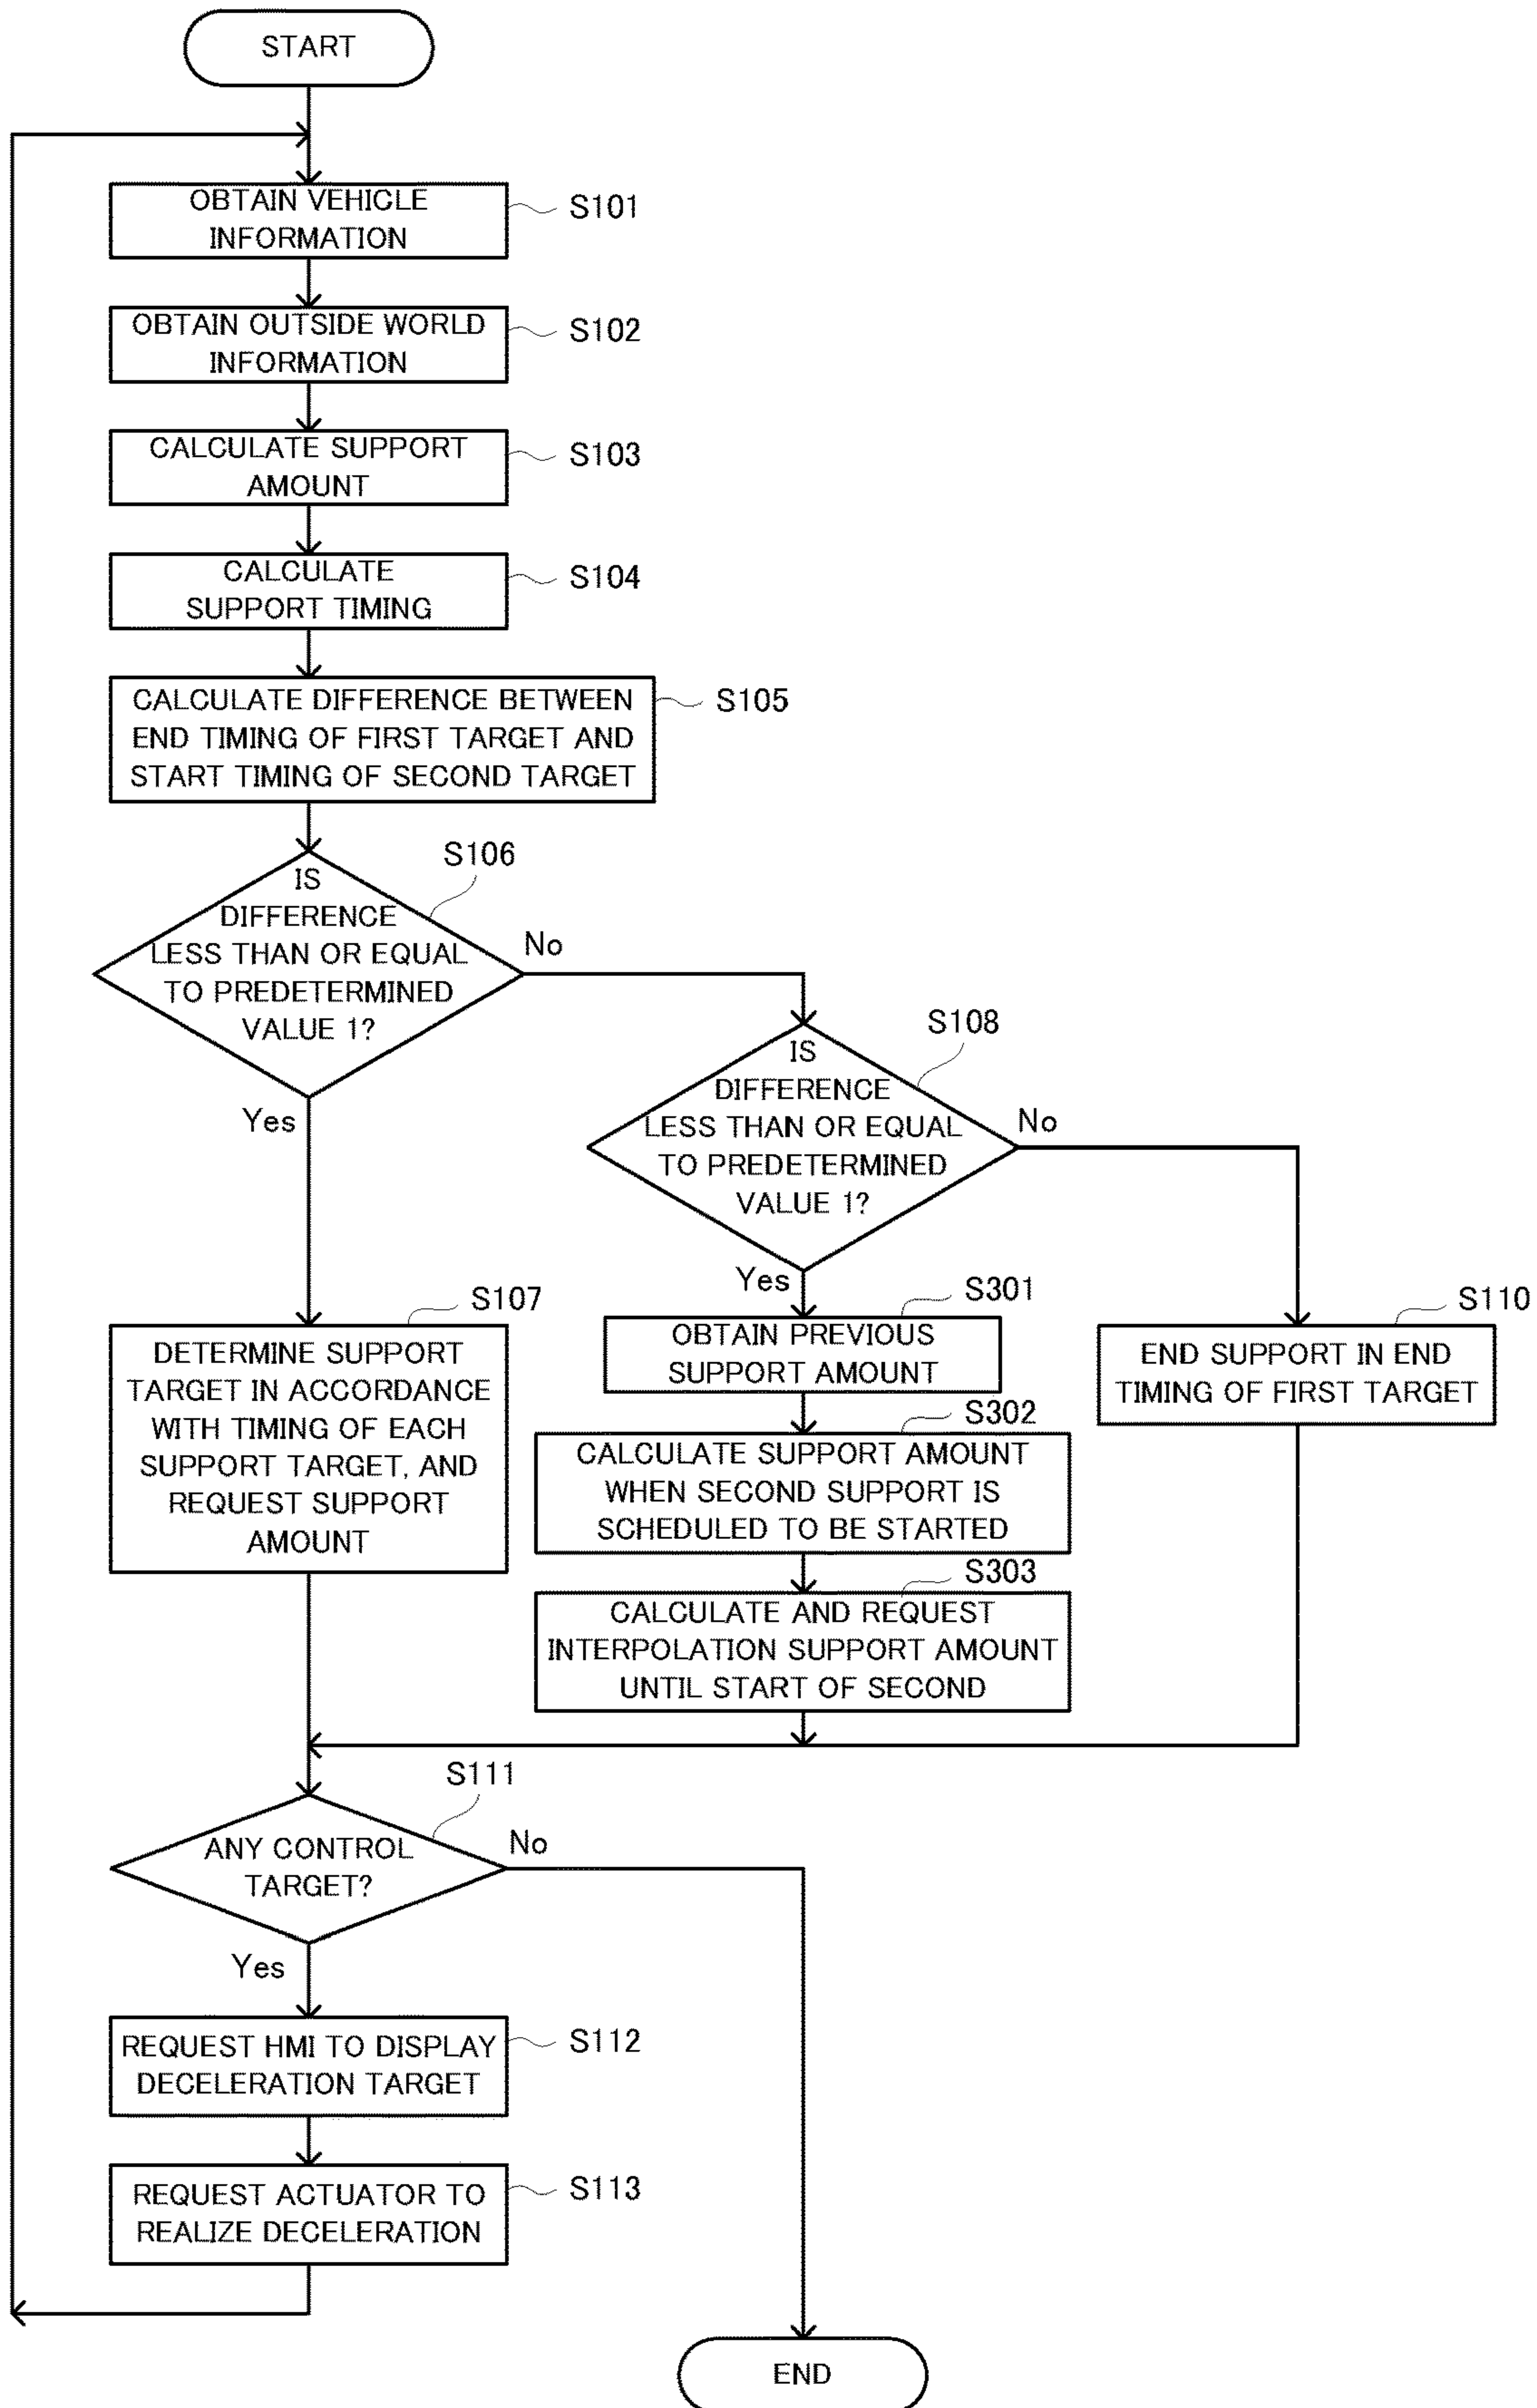 START
OBTAIN VEHICLE
INFORMATION
S101
OBTAIN OUTSIDE WORLD
INFORMATION
S102
CALCULATE SUPPORT
AMOUNT
S103
CALCULATE
SUPPORT TIMING
S104
CALCULATE DIFFERENCE BETWEEN
END TIMING OF FIRST TARGET AND
START TIMING OF SECOND TARGET
S105
S106
IS
DIFFERENCE
LESS THAN OR EQUAL
TO PREDETERMINED
VALUE 1?
No
Yes
S108
IS
DIFFERENCE
LESS THAN OR EQUAL
TO PREDETERMINED
VALUE 1?
No
Yes
S107
DETERMINE SUPPORT
TARGET IN ACCORDANCE
WITH TIMING OF EACH
SUPPORT TARGET, AND
REQUEST SUPPORT
AMOUNT
S301
OBTAIN PREVIOUS
SUPPORT AMOUNT
S302
CALCULATE SUPPORT AMOUNT
WHEN SECOND SUPPORT IS
SCHEDULED TO BE STARTED
S303
CALCULATE AND REQUEST
INTERPOLATION SUPPORT AMOUNT
UNTIL START OF SECOND
S110
END SUPPORT IN END
TIMING OF FIRST TARGET
S111
ANY CONTROL
TARGET?
No
Yes
REQUEST HMI TO DISPLAY
DECELERATION TARGET
S112
REQUEST ACTUATOR TO
REALIZE DECELERATION
S113
END